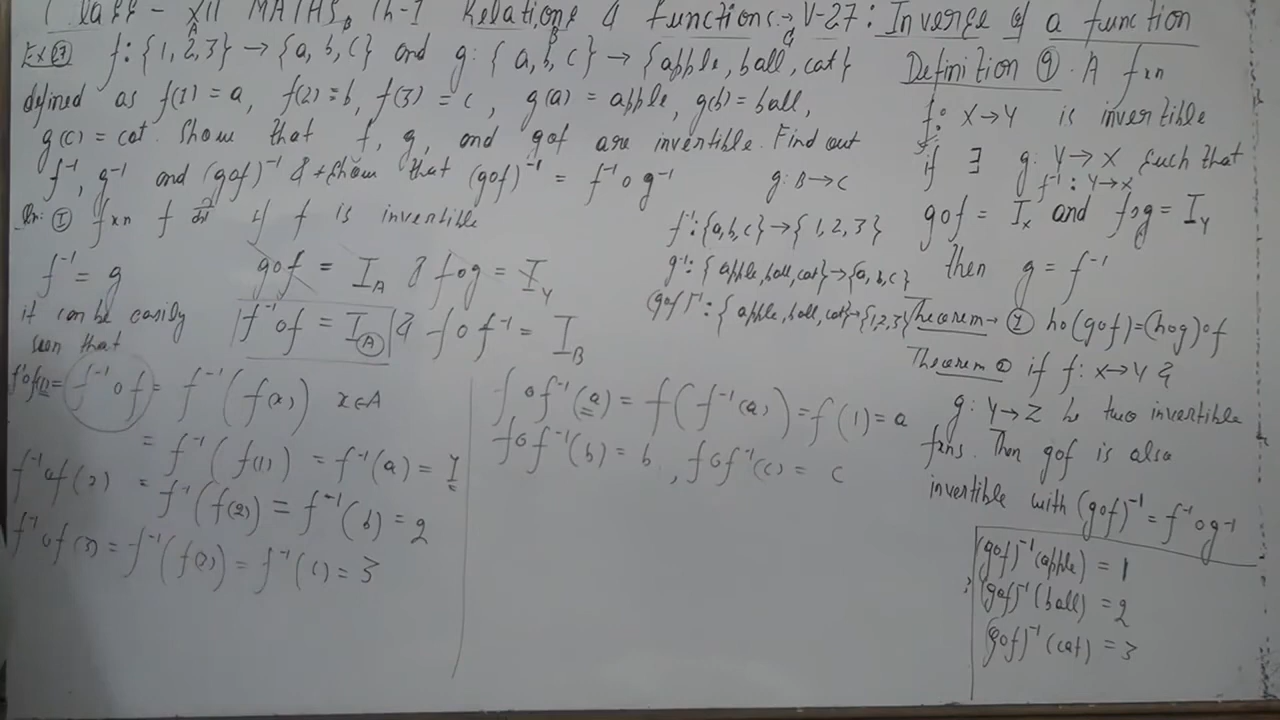 Class - XII MATHS, Ch-1 Relations & Functions → V-27 : Inverse of a function
Ex 27 f: {1, 2, 3} → {a, b, c} and g: {a, b, c} → {apple, ball, cat}
A B C
defined as f(1) = a, f(2) = b, f(3) = c, g(a) = apple, g(b) = ball,
g(c) = cat. Show that f, g, and gof are invertible. Find out
f⁻¹, g⁻¹ and (gof)⁻¹ & show that (gof)⁻¹ = f⁻¹o g⁻¹
g: B→C
① fxn f if f is invertible
f⁻¹ = g gof = I_A & fog = I_Y
it can be easily f⁻¹of = I_A & fof⁻¹ = I_B
seen that
f⁻¹of(1)= f⁻¹of = f⁻¹(f(x)) x∈A
= f⁻¹(f(1)) = f⁻¹(a) = 1
f⁻¹of(2) = f⁻¹(f(2)) = f⁻¹(b) = 2
f⁻¹of(3) = f⁻¹(f(3)) = f⁻¹(c) = 3
f⁻¹: {a,b,c} → {1, 2, 3}
g⁻¹: {apple, ball, cat} → {a, b, c}
(gof)⁻¹: {apple, ball, cat} → {1,2,3}
fof⁻¹(a) = f(f⁻¹(a)) = f(1) = a
fof⁻¹(b) = b, fof⁻¹(c) = c
Definition ⑨. A fxn
f: X→Y is invertible
if ∃ g: Y→X such that
f⁻¹: Y→X
gof = I_X and fog = I_Y
then g = f⁻¹
Theorem → ① ho(gof)=(hog)of
Theorem ② if f: X→Y &
g: Y→Z be two invertible
fxns. Then gof is also
invertible with (gof)⁻¹ = f⁻¹og⁻¹
(gof)⁻¹(apple) = 1
(gof)⁻¹(ball) = 2
(gof)⁻¹(cat) = 3